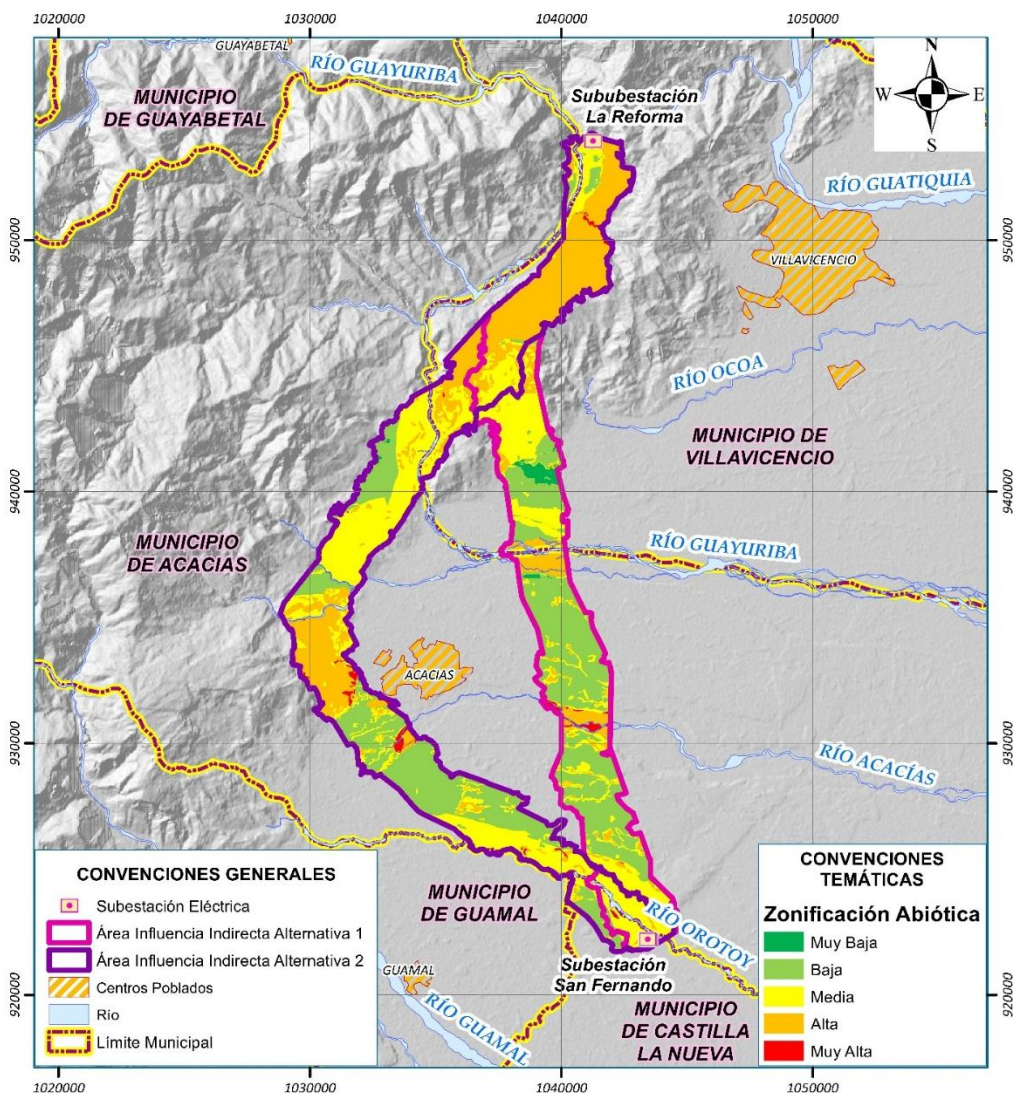 1020000
1030000
1040000
1050000
GUAYABETAL
RÍO GUAYURIBA
N
W
E
S
MUNICIPIO
DE GUAYABETAL
Sububestación
La Reforma
RÍO GUATIQUIA
950000
950000
VILLAVICENCIO
RÍO OCOA
MUNICIPIO DE
VILLAVICENCIO
940000
940000
MUNICIPIO
DE ACACIAS
RÍO GUAYURIBA
ACACIAS
930000
930000
RÍO ACACÍAS
CONVENCIONES GENERALES
Subestación Eléctrica
Área Influencia Indirecta Alternativa 1
Área Influencia Indirecta Alternativa 2
Centros Poblados
Río
Límite Municipal
MUNICIPIO
DE GUAMAL
RÍO OROTOY
GUAMAL
Subestación
San Fernando
RÍO GUAMAL
MUNICIPIO
DE CASTILLA
LA NUEVA
CONVENCIONES
TEMÁTICAS
Zonificación Abiótica
Muy Baja
Baja
Media
Alta
Muy Alta
920000
920000
1020000
1030000
1040000
1050000